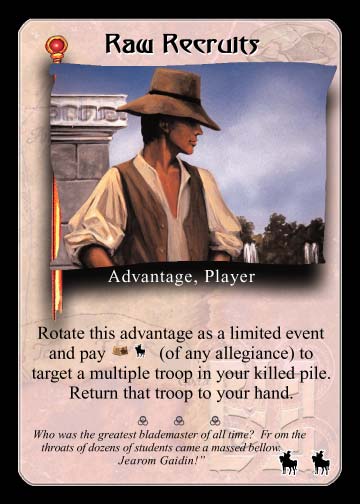 Raw Recruits
Advantage, Player
Rotate this advantage as a limited event
and pay (of any allegiance) to
target a multiple troop in your killed pile.
Return that troop to your hand.
Who was the greatest blademaster of all time? Fr om the
throats of dozens of students came a massed bellow.
Jearom Gaidin!"